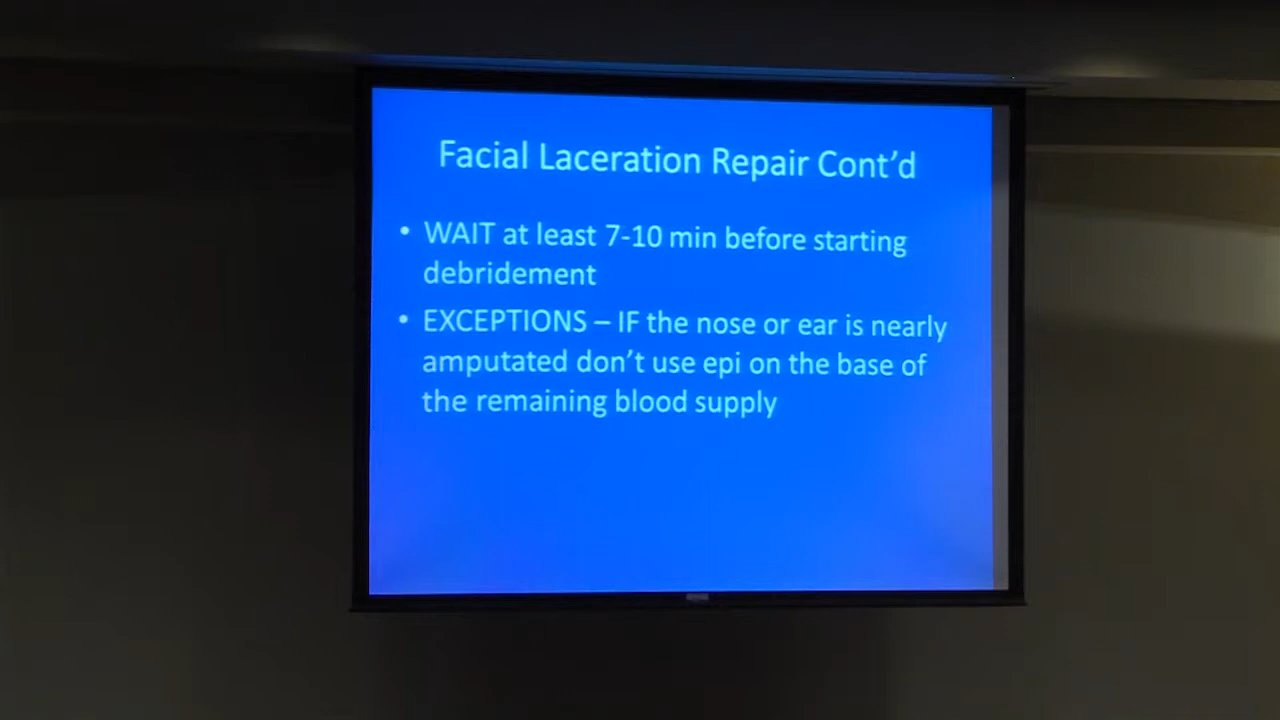 Facial Laceration Repair Cont’d
• WAIT at least 7-10 min before starting
debridement
• EXCEPTIONS – IF the nose or ear is nearly
amputated don’t use epi on the base of
the remaining blood supply